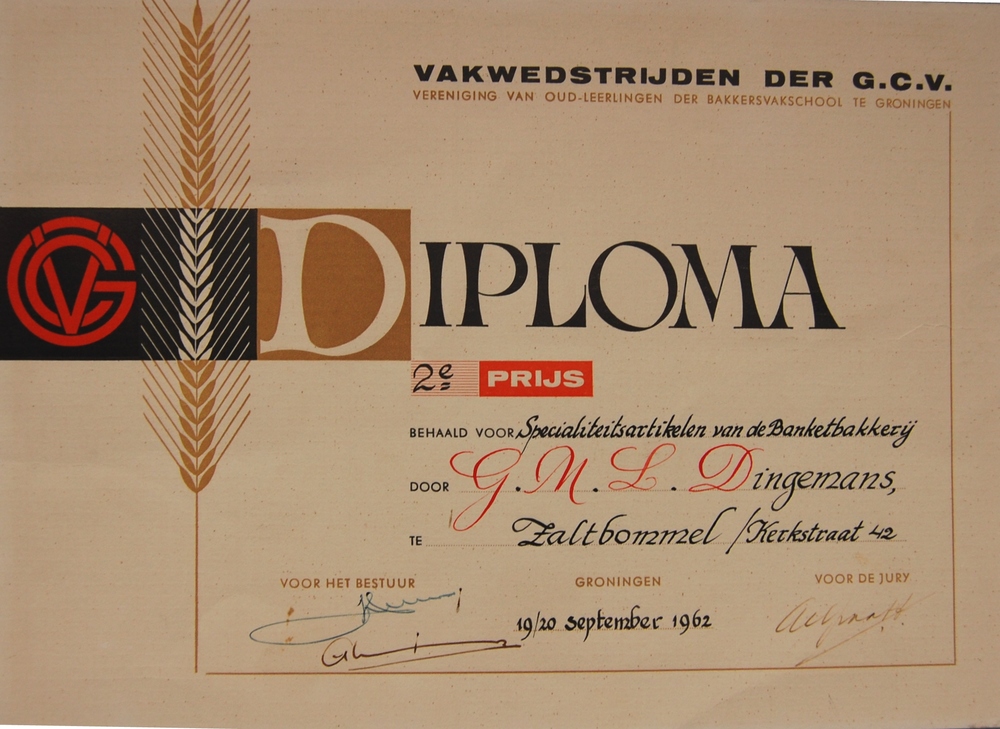 VAKWEDSTRIJDEN DER G.C.V.
VERENIGING VAN OUD-LEERLINGEN DER BAKKERSVAKSCHOOL TE GRONINGEN
GCV
DIPLOMA
2e PRIJS
BEHAALD VOOR Specialiteitsartikelen van de Banketbakkerij
DOOR G. M. L. Dingemans,
TE Zaltbommel / Kerkstraat 42
VOOR HET BESTUUR GRONINGEN VOOR DE JURY
19/20 september 1962